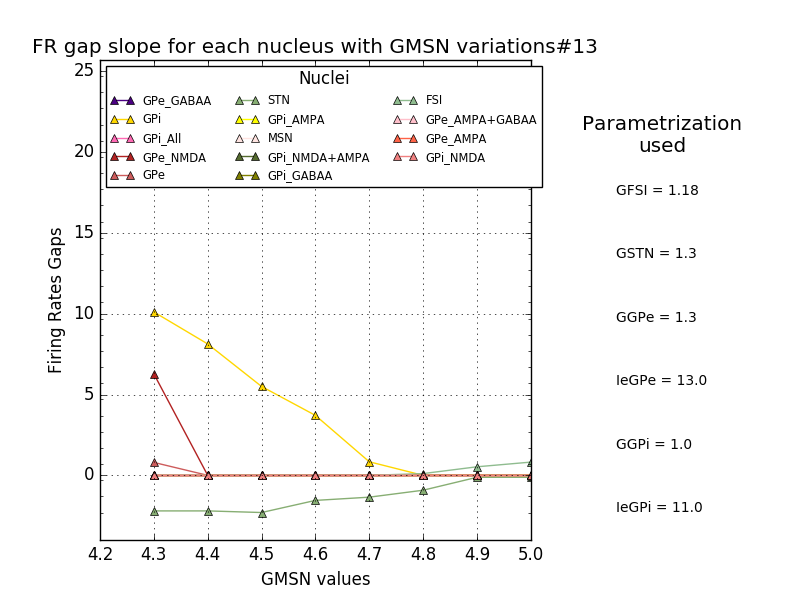 FR gap slope for each nucleus with GMSN variations#13
Nuclei
GPe_GABAA
GPi
GPi_All
GPe_NMDA
GPe
STN
GPi_AMPA
MSN
GPi_NMDA+AMPA
GPi_GABAA
FSI
GPe_AMPA+GABAA
GPe_AMPA
GPi_NMDA
25
20
15
10
5
0
Firing Rates Gaps
4.2 4.3 4.4 4.5 4.6 4.7 4.8 4.9 5.0
GMSN values
Parametrization
used
GFSI = 1.18
GSTN = 1.3
GGPe = 1.3
IeGPe = 13.0
GGPi = 1.0
IeGPi = 11.0